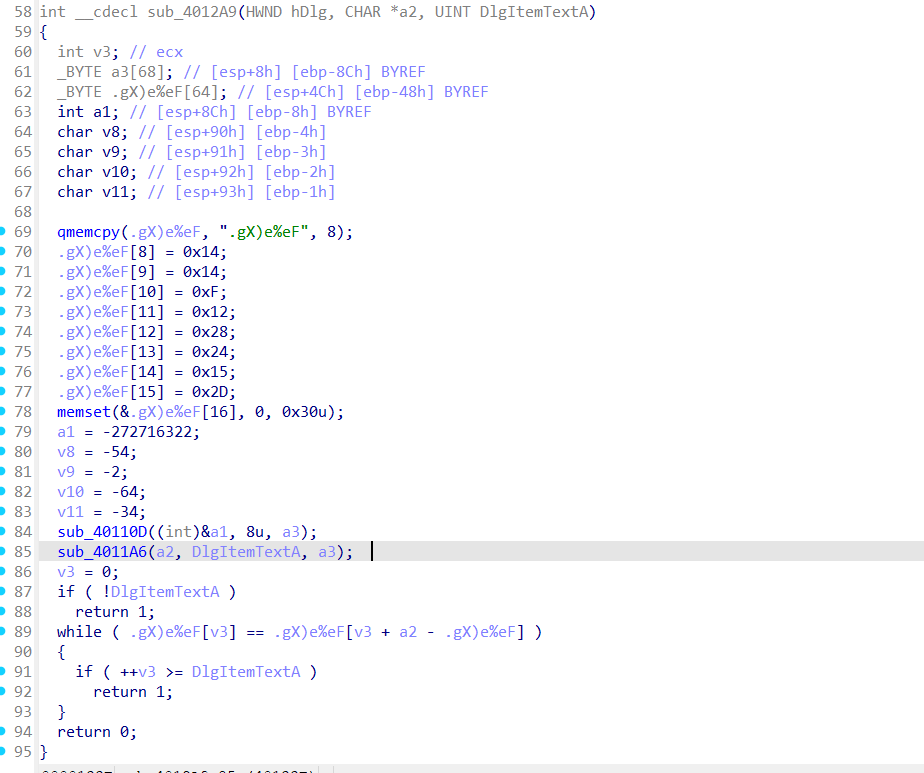 58 int __cdecl sub_4012A9(HWND hDlg, CHAR *a2, UINT DlgItemTextA)
59 {
60 int v3; // ecx
61 _BYTE a3[68]; // [esp+8h] [ebp-8Ch] BYREF
62 _BYTE .gX)e%eF[64]; // [esp+4Ch] [ebp-48h] BYREF
63 int a1; // [esp+8Ch] [ebp-8h] BYREF
64 char v8; // [esp+90h] [ebp-4h]
65 char v9; // [esp+91h] [ebp-3h]
66 char v10; // [esp+92h] [ebp-2h]
67 char v11; // [esp+93h] [ebp-1h]
68
69 qmemcpy(.gX)e%eF, ".gX)e%eF", 8);
70 .gX)e%eF[8] = 0x14;
71 .gX)e%eF[9] = 0x14;
72 .gX)e%eF[10] = 0xF;
73 .gX)e%eF[11] = 0x12;
74 .gX)e%eF[12] = 0x28;
75 .gX)e%eF[13] = 0x24;
76 .gX)e%eF[14] = 0x15;
77 .gX)e%eF[15] = 0x2D;
78 memset(&.gX)e%eF[16], 0, 0x30u);
79 a1 = -272716322;
80 v8 = -54;
81 v9 = -2;
82 v10 = -64;
83 v11 = -34;
84 sub_40110D((int)&a1, 8u, a3);
85 sub_4011A6(a2, DlgItemTextA, a3);
86 v3 = 0;
87 if ( !DlgItemTextA )
88 return 1;
89 while ( .gX)e%eF[v3] == .gX)e%eF[v3 + a2 - .gX)e%eF] )
90 {
91 if ( ++v3 >= DlgItemTextA )
92 return 1;
93 }
94 return 0;
95 }